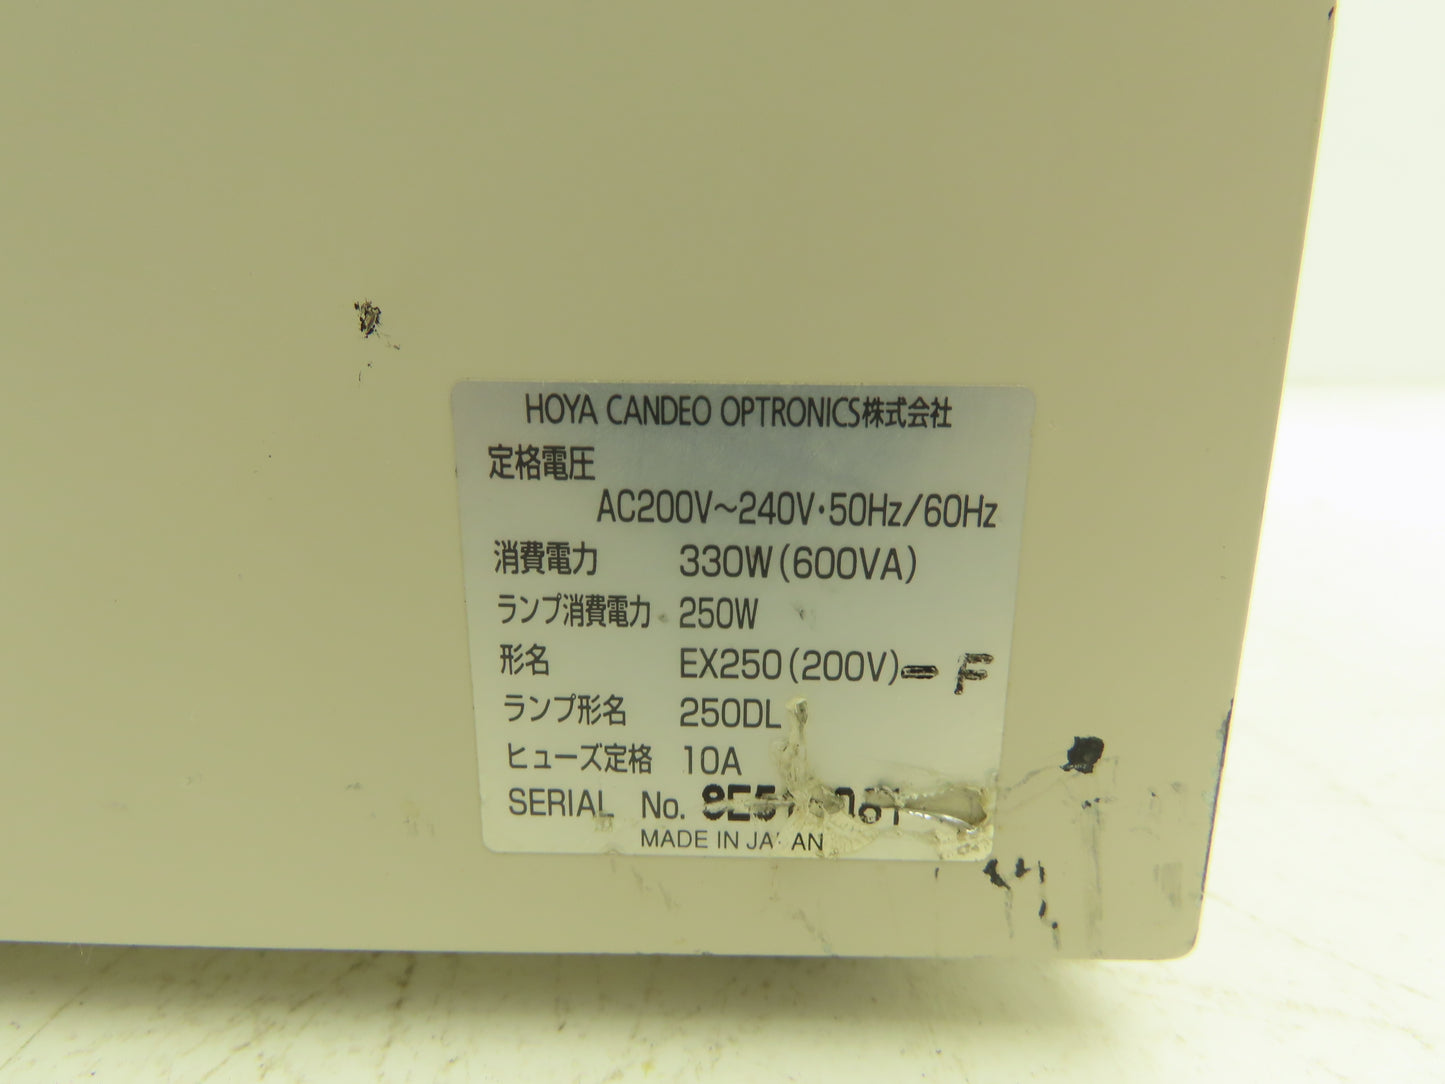 HOYA CANDEO OPTRONICS株式会社
定格電圧
AC200V～240V・50Hz/60Hz
消費電力 330W(600VA)
ランプ消費電力 250W
形名 EX250(200V)-F
ランプ形名 250DL
ヒューズ定格 10A
SERIAL No.
MADE IN JAPAN